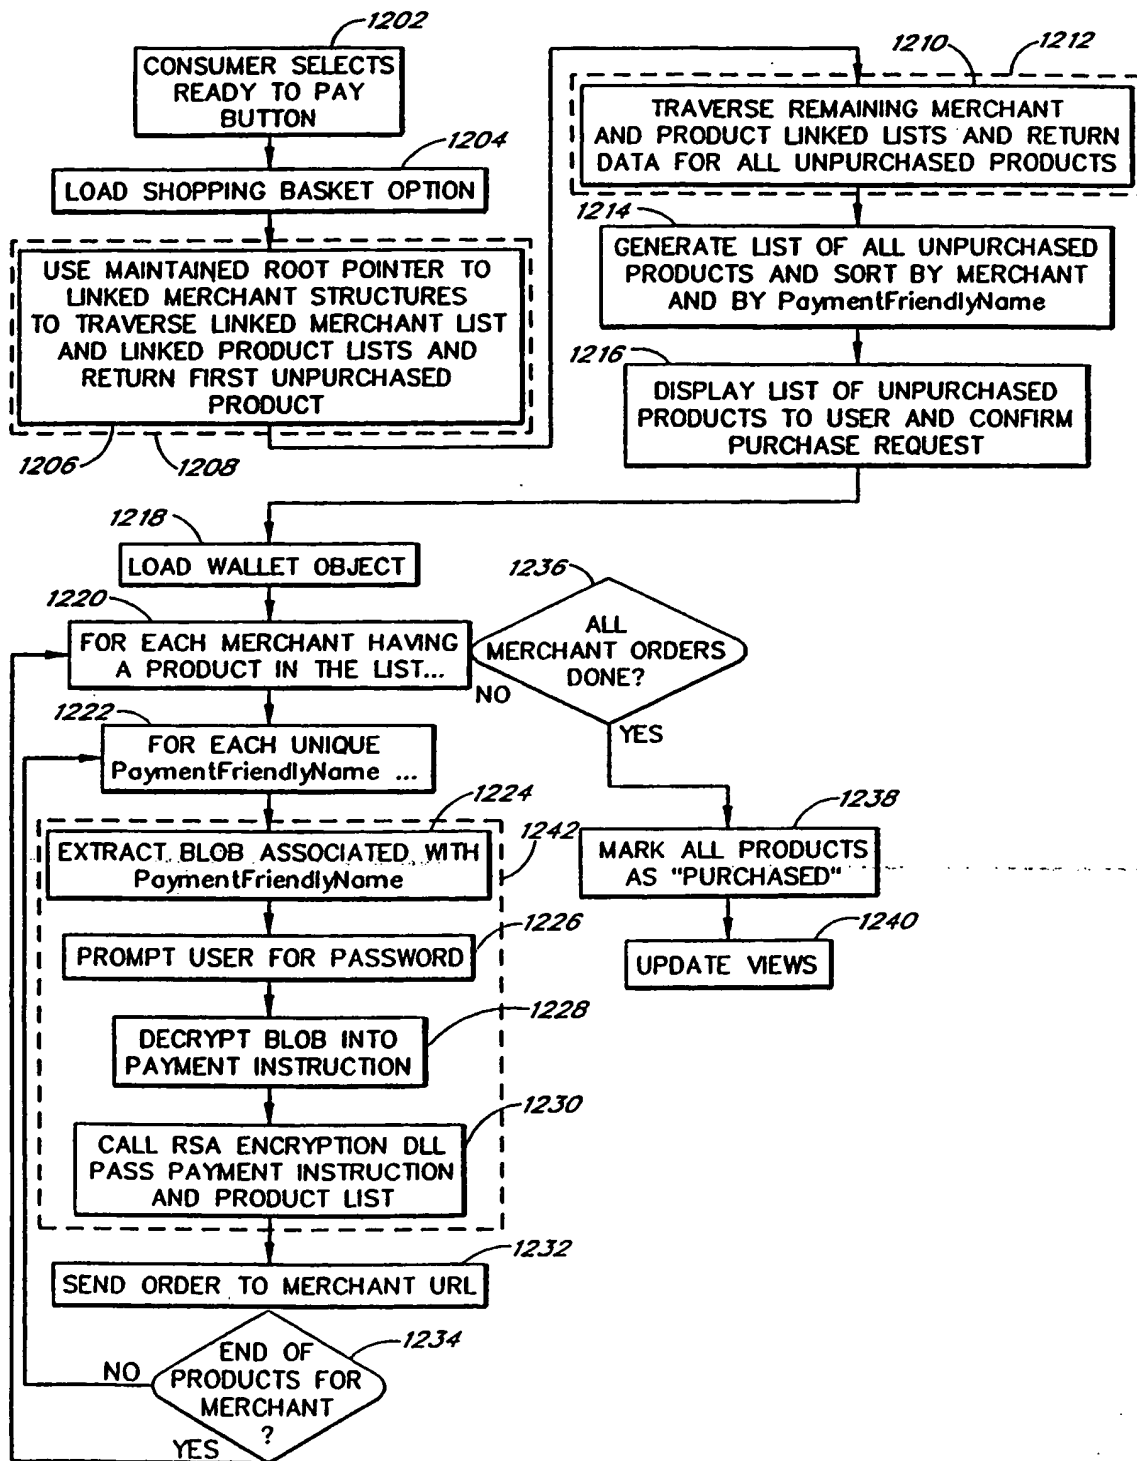 1202
CONSUMER SELECTS
READY TO PAY
BUTTON
1204
LOAD SHOPPING BASKET OPTION
USE MAINTAINED ROOT POINTER TO
LINKED MERCHANT STRUCTURES
TO TRAVERSE LINKED MERCHANT LIST
AND LINKED PRODUCT LISTS AND
RETURN FIRST UNPURCHASED
PRODUCT
1206
1208
1210
1212
TRAVERSE REMAINING MERCHANT
AND PRODUCT LINKED LISTS AND RETURN
DATA FOR ALL UNPURCHASED PRODUCTS
1214
GENERATE LIST OF ALL UNPURCHASED
PRODUCTS AND SORT BY MERCHANT
AND BY PaymentFriendlyName
1216
DISPLAY LIST OF UNPURCHASED
PRODUCTS TO USER AND CONFIRM
PURCHASE REQUEST
1218
LOAD WALLET OBJECT
1220
FOR EACH MERCHANT HAVING
A PRODUCT IN THE LIST...
1222
FOR EACH UNIQUE
PaymentFriendlyName ...
1224
1242
EXTRACT BLOB ASSOCIATED WITH
PaymentFriendlyName
1226
PROMPT USER FOR PASSWORD
1228
DECRYPT BLOB INTO
PAYMENT INSTRUCTION
1230
CALL RSA ENCRYPTION DLL
PASS PAYMENT INSTRUCTION
AND PRODUCT LIST
1232
SEND ORDER TO MERCHANT URL
1234
END OF
PRODUCTS FOR
MERCHANT
?
NO
YES
1236
ALL
MERCHANT ORDERS
DONE?
NO
YES
1238
MARK ALL PRODUCTS
AS "PURCHASED"
1240
UPDATE VIEWS